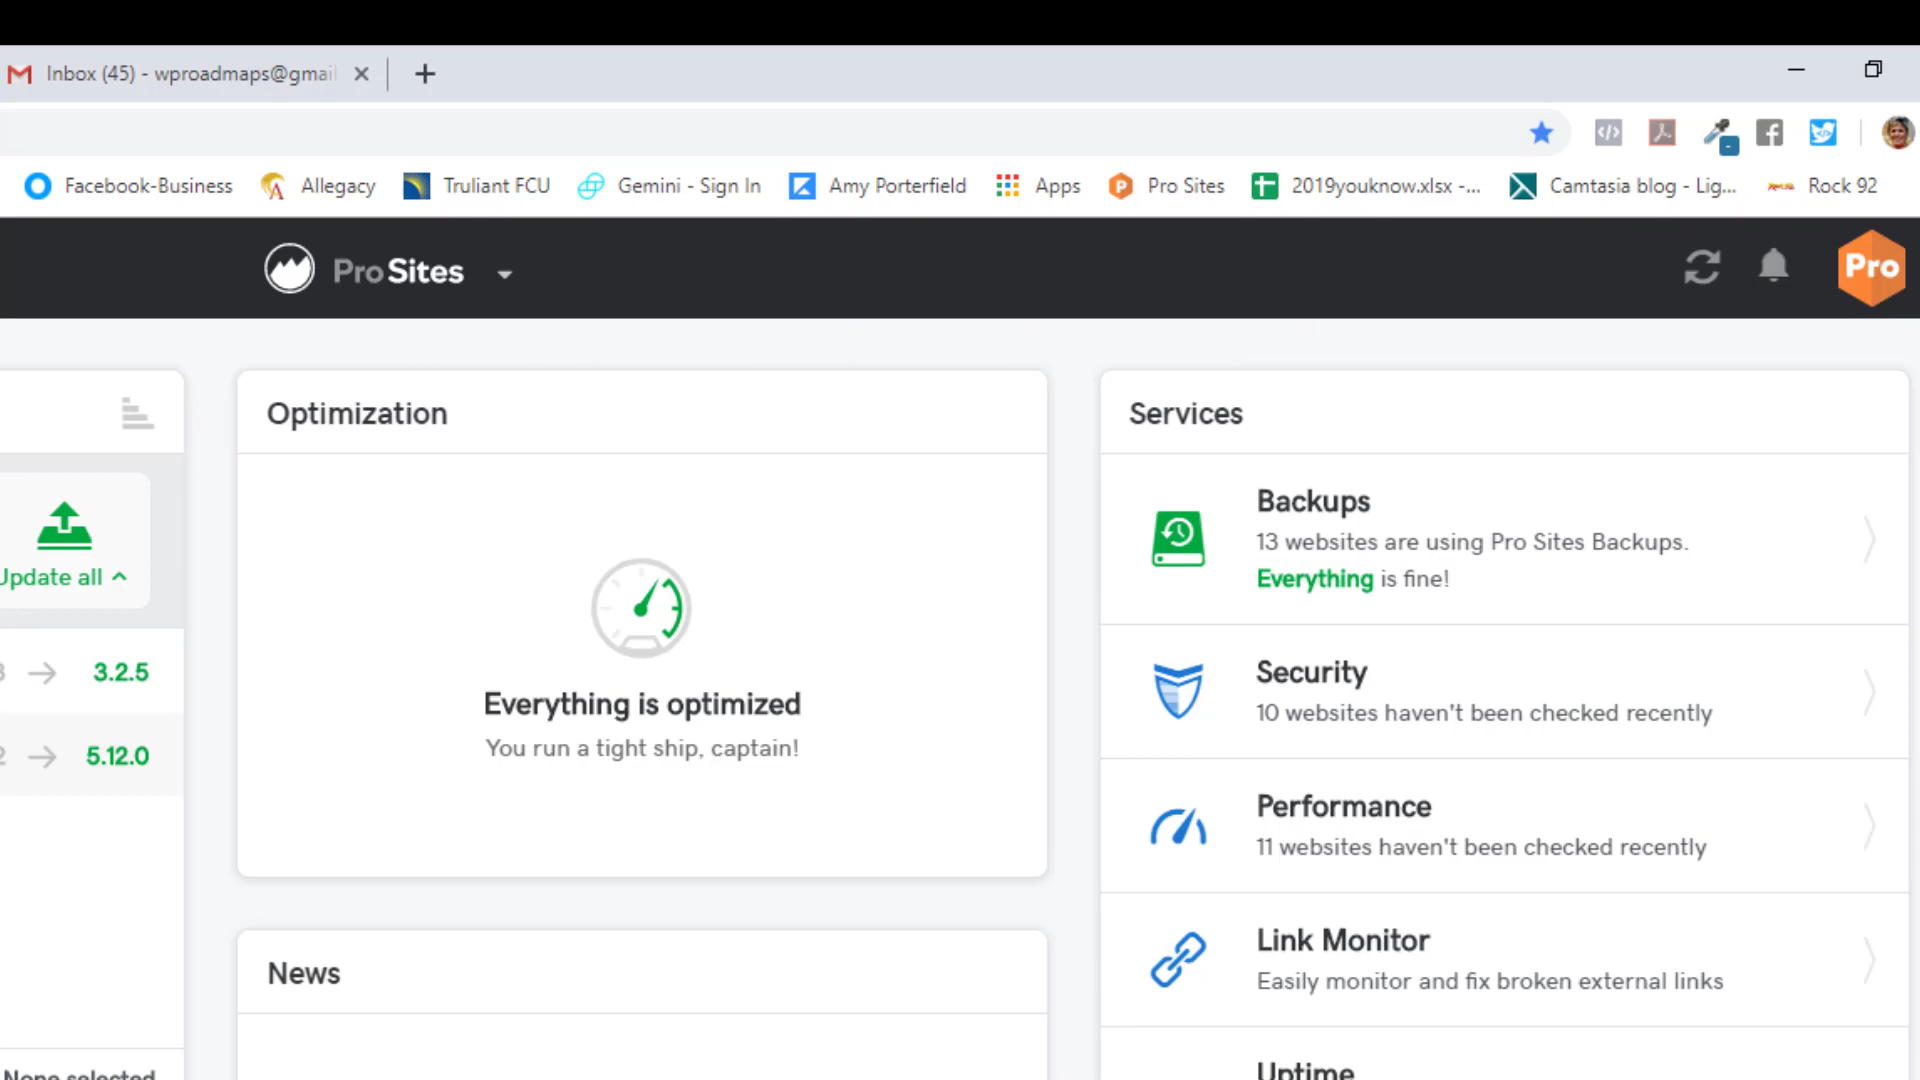 Inbox (45) - wproadmaps@gmail
Facebook-Business
Allegacy
Truliant FCU
Gemini - Sign In
Amy Porterfield
Apps
Pro Sites
2019youknow.xlsx -...
Camtasia blog - Lig...
Rock 92
Pro Sites
Pro
Optimization
Services
Update all
3.2.5
5.12.0
Everything is optimized
You run a tight ship, captain!
Backups
13 websites are using Pro Sites Backups.
Everything is fine!
Security
10 websites haven't been checked recently
Performance
11 websites haven't been checked recently
Link Monitor
Easily monitor and fix broken external links
News
Uptime
None selected